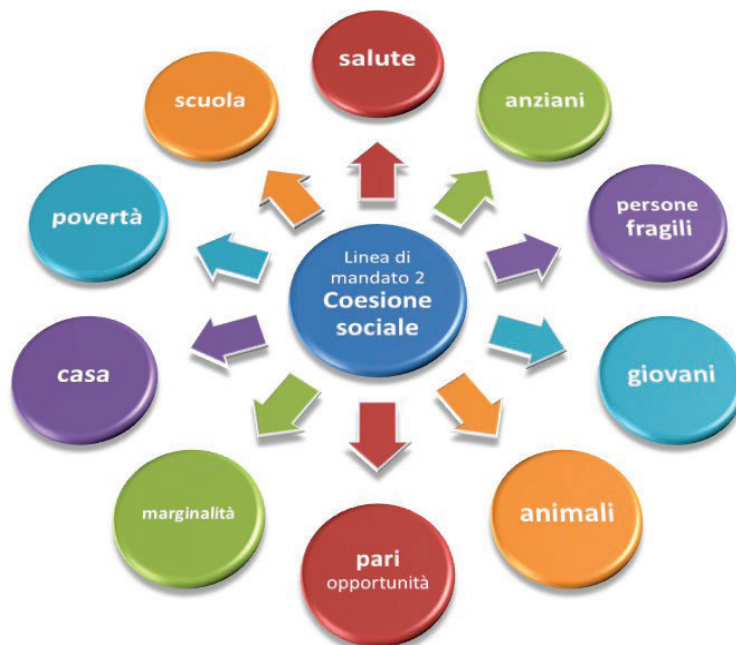 salute
anziani
persone
fragili
giovani
animali
pari
opportunità
marginalità
casa
povertà
scuola
Linea di
mandato 2
Coesione
sociale